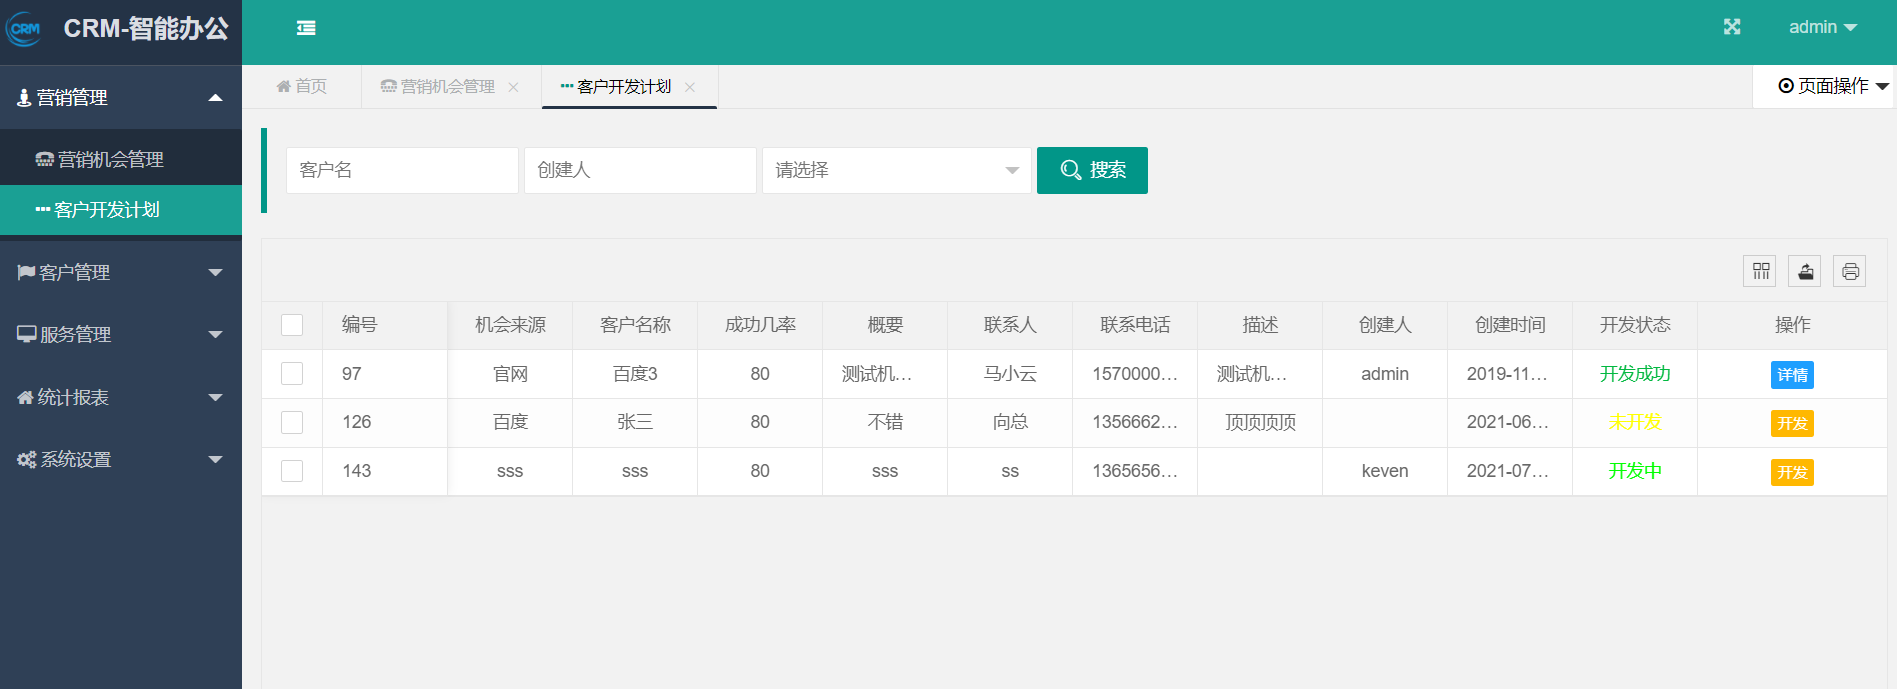 CRM CRM-智能办公
admin
营销管理
营销机会管理
客户开发计划
客户管理
服务管理
统计报表
系统设置
首页 营销机会管理 客户开发计划 页面操作
客户名 创建人 请选择 搜索
编号 机会来源 客户名称 成功几率 概要 联系人 联系电话 描述 创建人 创建时间 开发状态 操作
97 官网 百度3 80 测试机… 马小云 1570000… 测试机… admin 2019-11… 开发成功 详情
126 百度 张三 80 不错 向总 1356662… 顶顶顶顶 2021-06… 未开发 开发
143 sss sss 80 sss ss 1365656… keven 2021-07… 开发中 开发